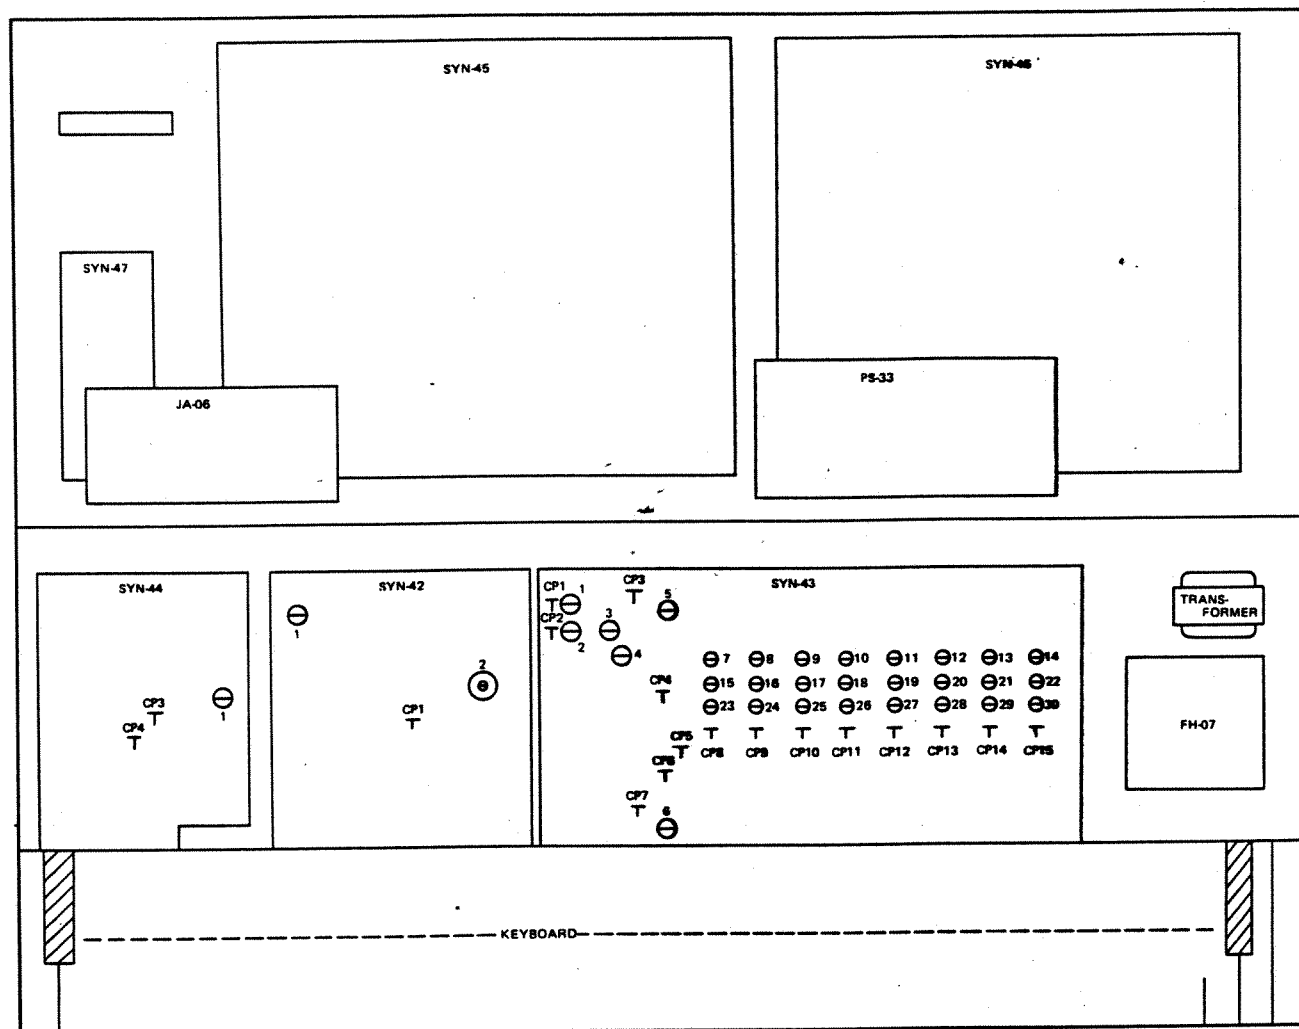 SYN-45
SYN-46
SYN-47
JA-06
PS-33
SYN-44
CP3
CP4
1
SYN-42
1
2
CP1
SYN-43
CP1 1
CP2 2
3
4
CP3
5
CP4
CP5
CP6
CP7
6
7 8 9 10 11 12 13 14
15 16 17 18 19 20 21 22
23 24 25 26 27 28 29 30
CP8 CP9 CP10 CP11 CP12 CP13 CP14 CP15
TRANS-
FORMER
FH-07
KEYBOARD